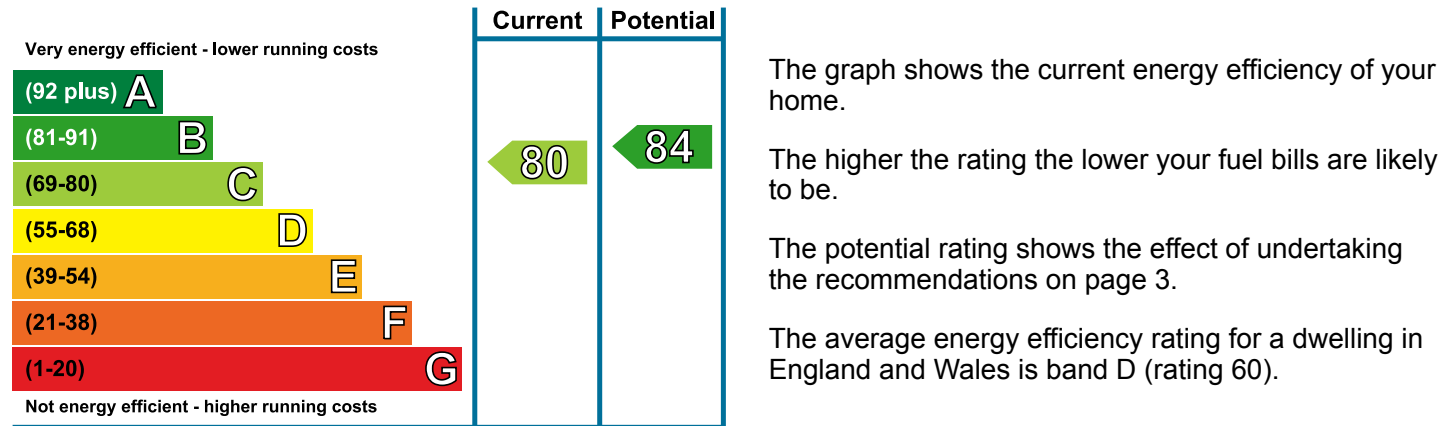 Current Potential
Very energy efficient - lower running costs
(92 plus) A
(81-91) B
(69-80) C
(55-68) D
(39-54) E
(21-38) F
(1-20) G
Not energy efficient - higher running costs
80
84
The graph shows the current energy efficiency of your
home.
The higher the rating the lower your fuel bills are likely
to be.
The potential rating shows the effect of undertaking
the recommendations on page 3.
The average energy efficiency rating for a dwelling in
England and Wales is band D (rating 60).